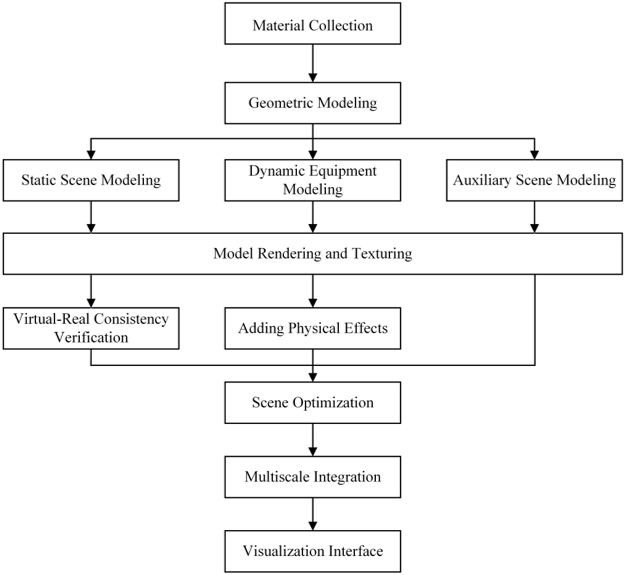 Material Collection
Geometric Modeling
Static Scene Modeling
Dynamic Equipment
Modeling
Auxiliary Scene Modeling
Model Rendering and Texturing
Virtual-Real Consistency
Verification
Adding Physical Effects
Scene Optimization
Multiscale Integration
Visualization Interface